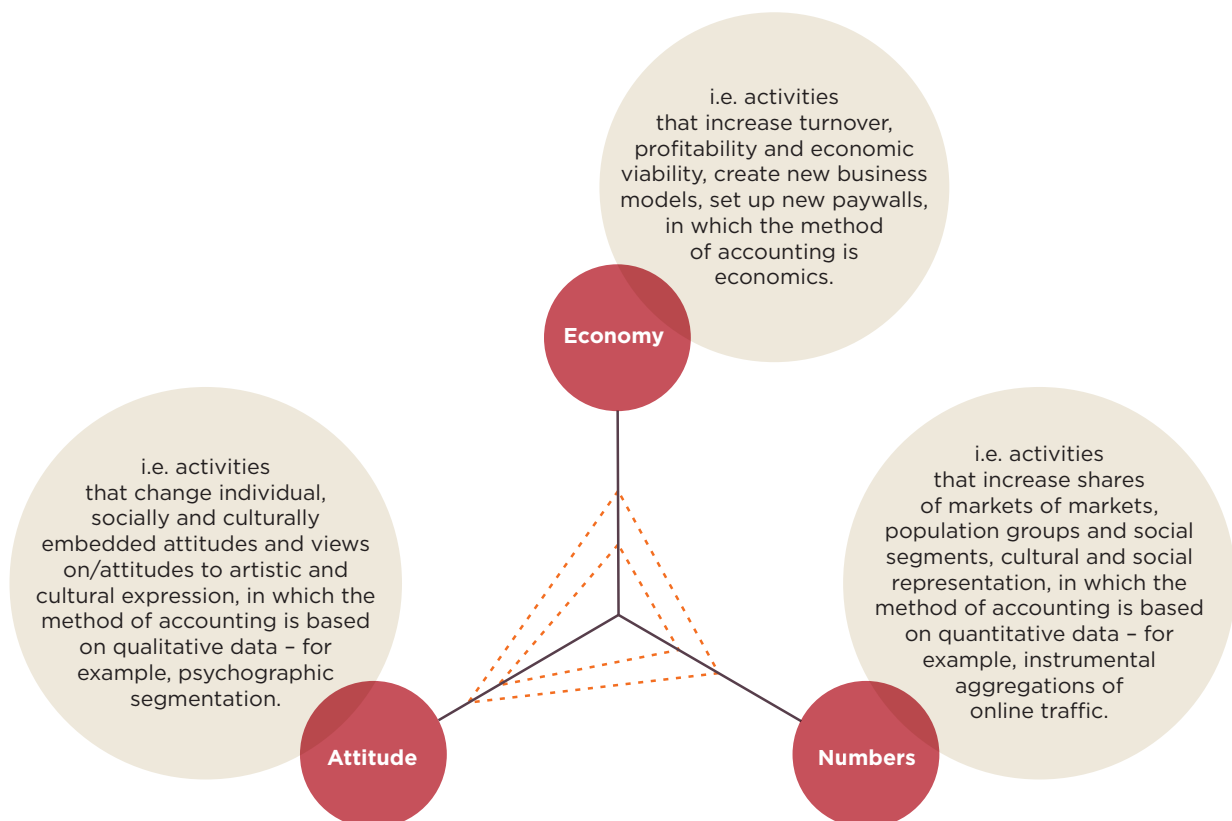 i.e. activities
that increase turnover,
profitability and economic
viability, create new business
models, set up new paywalls,
in which the method
of accounting is
economics.
Economy
i.e. activities
that change individual,
socially and culturally
embedded attitudes and views
on/attitudes to artistic and
cultural expression, in which the
method of accounting is based
on qualitative data – for
example, psychographic
segmentation.
Attitude
i.e. activities
that increase shares
of markets of markets,
population groups and social
segments, cultural and social
representation, in which the
method of accounting is based
on quantitative data – for
example, instrumental
aggregations of
online traffic.
Numbers